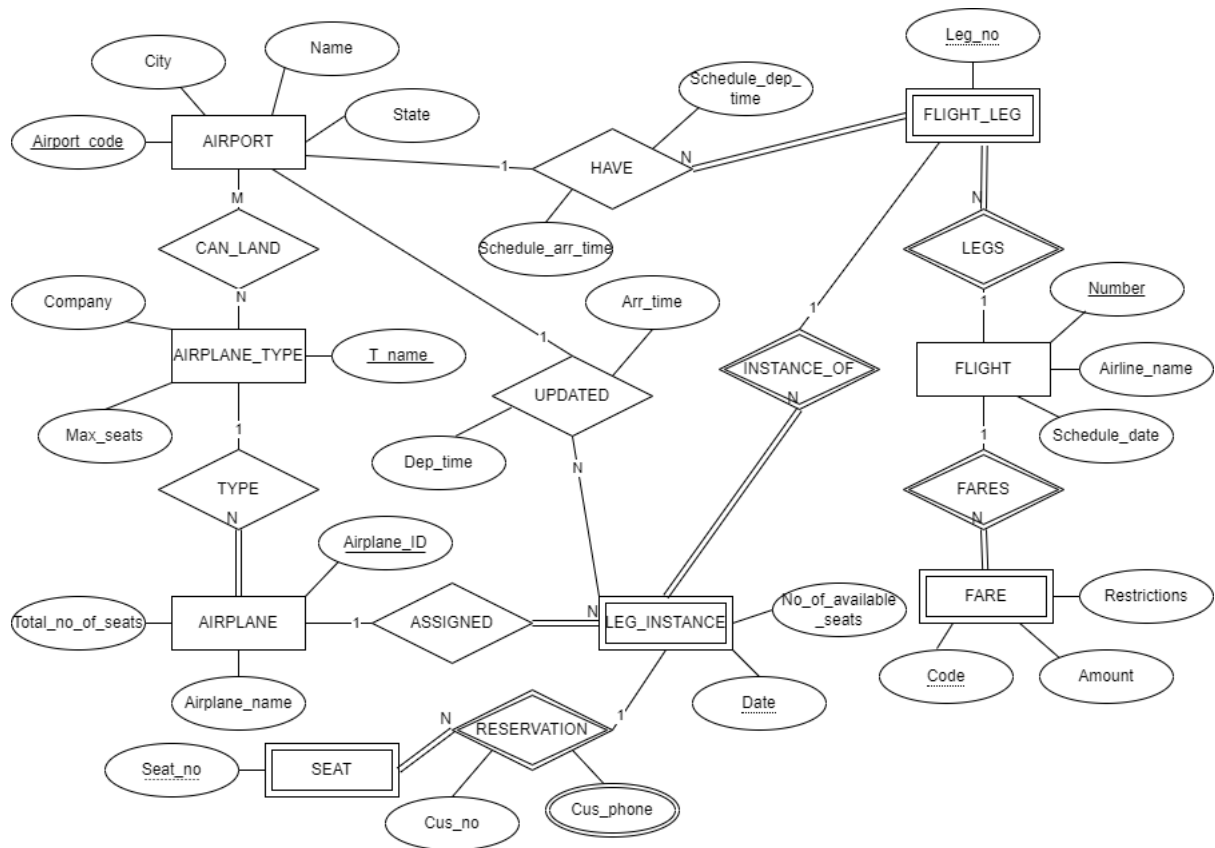 Leg_no
Name
City
Schedule_dep_
time
State
FLIGHT_LEG
Airport_code
AIRPORT
1
HAVE
N
M
N
CAN_LAND
Schedule_arr_time
LEGS
N
Company
Arr_time
Number
1
1
1
AIRPLANE_TYPE
T_name
INSTANCE_OF
FLIGHT
Airline_name
UPDATED
N
1
Max_seats
Schedule_date
1
Dep_time
N
TYPE
FARES
N
N
Airplane_ID
FARE
Restrictions
No_of_available
_seats
N
Total_no_of_seats
AIRPLANE
1
ASSIGNED
LEG_INSTANCE
Code
Amount
Airplane_name
Date
N
1
RESERVATION
Seat_no
SEAT
Cus_no
Cus_phone